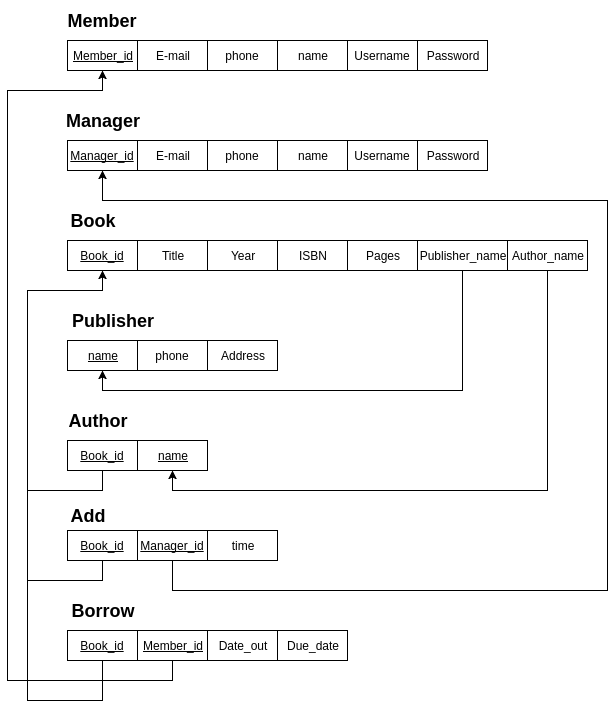 Member
Member_id E-mail phone name Username Password
Manager
Manager_id E-mail phone name Username Password
Book
Book_id Title Year ISBN Pages Publisher_name Author_name
Publisher
name phone Address
Author
Book_id name
Add
Book_id Manager_id time
Borrow
Book_id Member_id Date_out Due_date